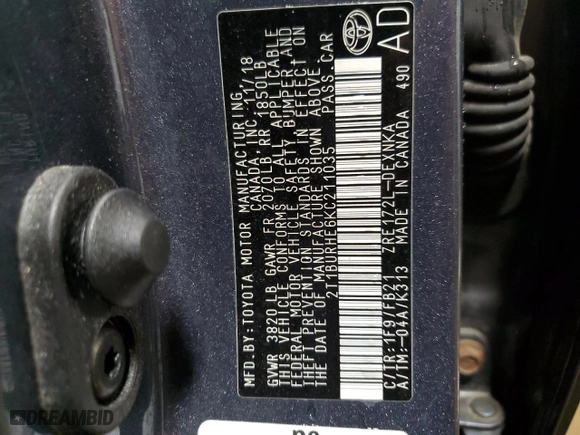 MFD.BY:TOYOTA MOTOR MANUFACTURING,
CANADA, INC. 11/18
GVWR 3820LB GAWR FR 2070LB RR 1850LB
THIS VEHICLE CONFORMS TO ALL APPLICABLE
FEDERAL MOTOR VEHICLE SAFETY, BUMPER, AND
THEFT PREVENTION STANDARDS IN EFFECT ON
THE DATE OF MANUFACTURE SHOWN ABOVE.
2T1BURHE6KC211035 PASS.CAR
C/TR:1F9/FB21 ZRE172L-DEXNKA
A/TM:-04A/K313 MADE IN CANADA 490
AD
DREAMBID